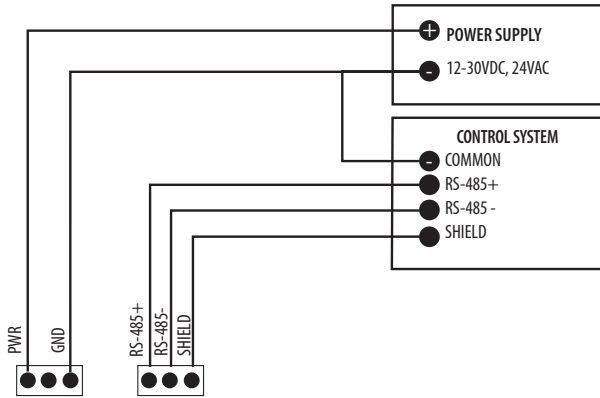 + POWER SUPPLY
- 12-30VDC, 24VAC
CONTROL SYSTEM
- COMMON
RS-485+
RS-485 -
SHIELD
PWR
GND
RS-485+
RS-485-
SHIELD